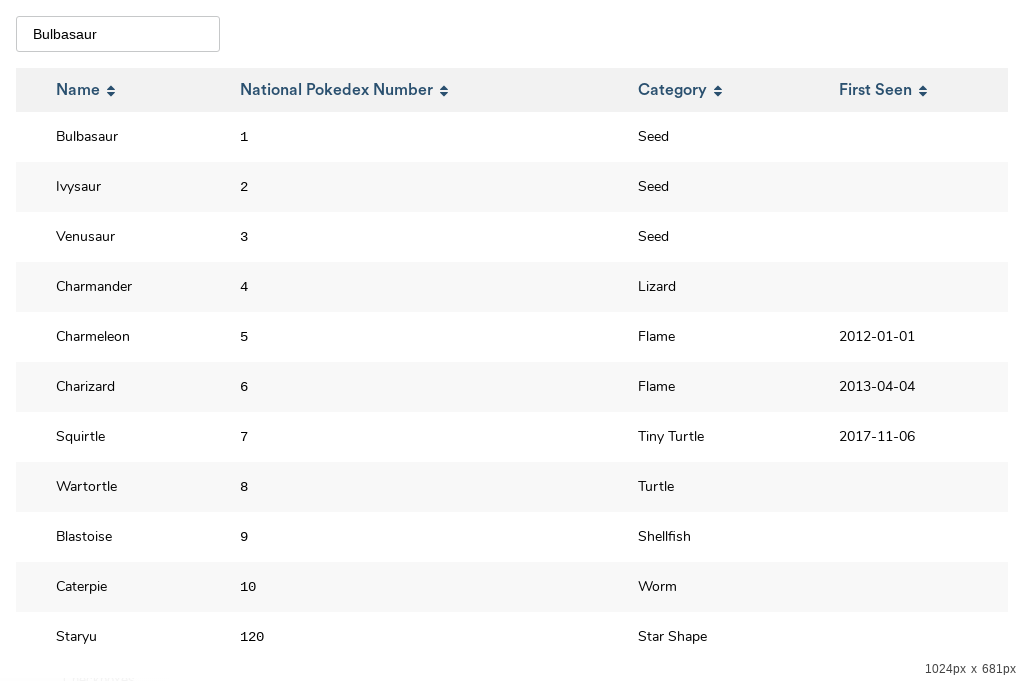 Bulbasaur
Name National Pokedex Number Category First Seen
Bulbasaur 1 Seed
Ivysaur 2 Seed
Venusaur 3 Seed
Charmander 4 Lizard
Charmeleon 5 Flame 2012-01-01
Charizard 6 Flame 2013-04-04
Squirtle 7 Tiny Turtle 2017-11-06
Wartortle 8 Turtle
Blastoise 9 Shellfish
Caterpie 10 Worm
Staryu 120 Star Shape
1024px x 681px